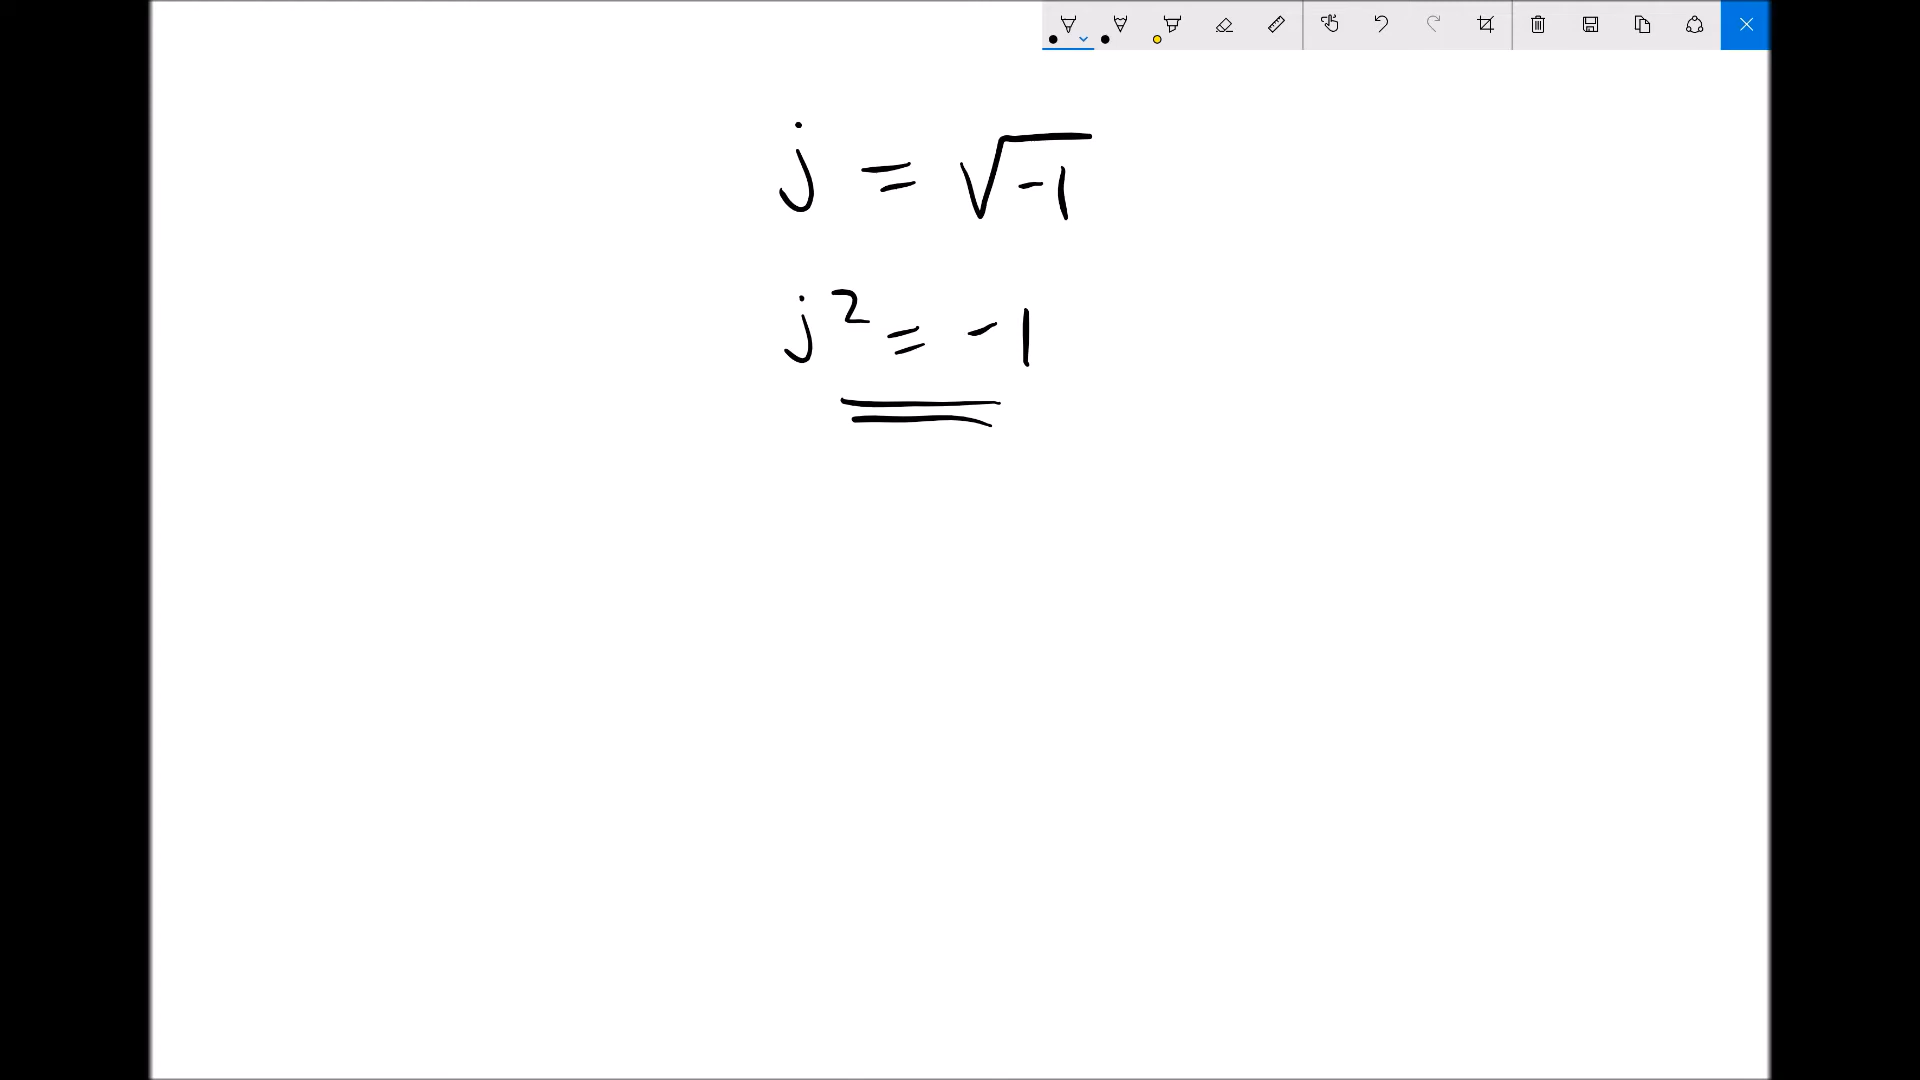 j = √-1
j² = -1